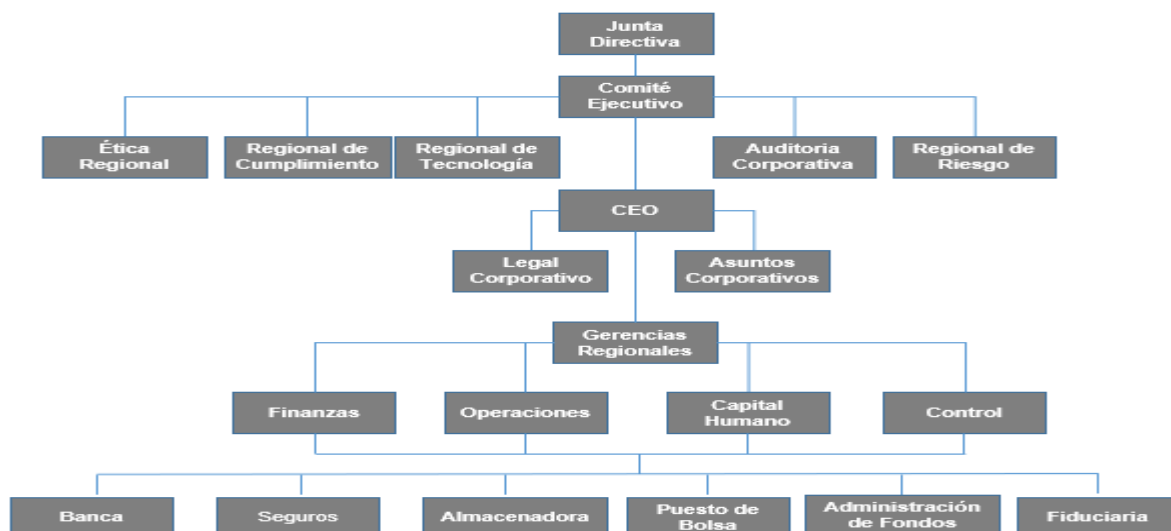 Junta
Directiva
Comité
Ejecutivo
Ética
Regional
Regional de
Cumplimiento
Regional de
Tecnología
Auditoria
Corporativa
Regional de
Riesgo
CEO
Legal
Corporativo
Asuntos
Corporativos
Gerencias
Regionales
Finanzas
Operaciones
Capital
Humano
Control
Banca
Seguros
Almacenadora
Puesto de
Bolsa
Administración
de Fondos
Fiduciaria